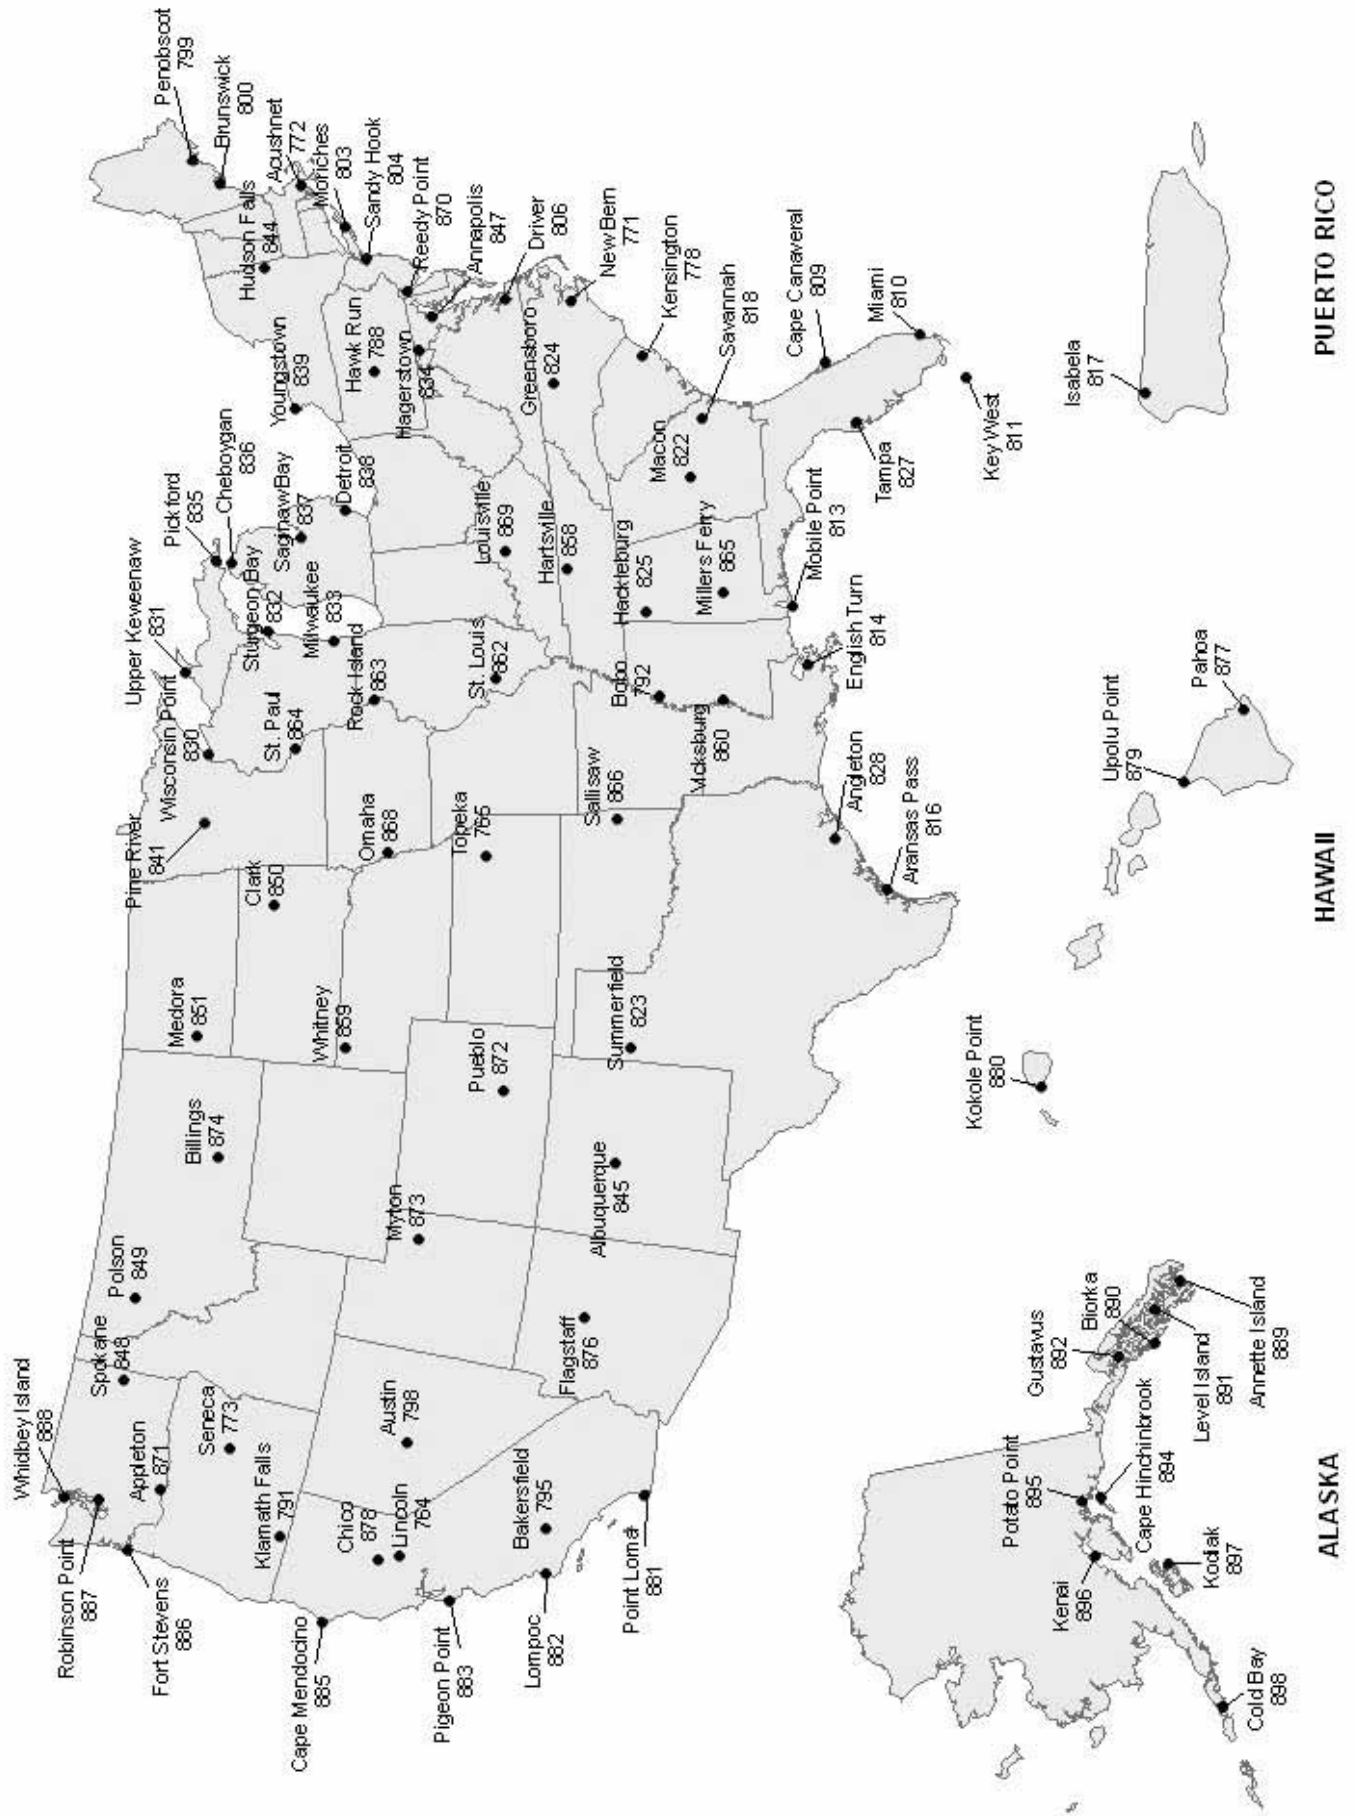 Whidbey Island
888
Robinson Point
887
Fort Stevens
886
Spokane
848
Appleton
871
Seneca
773
Klamath Falls
791
Cape Mendocino
885
Chico
878
Lincoln
764
Austin
798
Pigeon Point
883
Bakersfield
795
Lompoc
882
Point Loma
881
Polson
849
Billings
874
Myton
873
Flagstaff
876
Albuquerque
845
Pueblo
872
Medora
851
Whitney
859
Summerfield
823
Clark
850
Pine River
841
Omaha
868
Topeka
765
Sallisaw
866
Angleton
828
Aransas Pass
816
Wisconsin Point
830
Upper Keweenaw
831
St. Paul
864
Rock Island
863
St. Louis
862
Bobo
792
Vicksburg
860
English Turn
814
Pickford
835
Cheboygan
836
Sturgeon Bay
832
Saginaw Bay
837
Milwaukee
833
Detroit
838
Louisville
869
Hartsville
858
Hackleburg
825
Millers Ferry
865
Mobile Point
813
Youngstown
839
Hawk Run
788
Hagerstown
834
Greensboro
824
Macon
822
Tampa
827
Key West
811
Miami
810
Cape Canaveral
809
Savannah
818
Kensington
778
New Bern
771
Driver
806
Annapolis
847
Reedy Point
870
Sandy Hook
804
Moriches
803
Acushnet
772
Hudson Falls
844
Brunswick
800
Penobscot
799
Cold Bay
898
Kodiak
897
Kenai
896
Potato Point
895
Cape Hinchinbrook
894
Gustavus
892
Biorka
890
Level Island
891
Annette Island
889
ALASKA
Kokole Point
880
Upolu Point
879
Pahoa
877
HAWAII
Isabela
817
PUERTO RICO